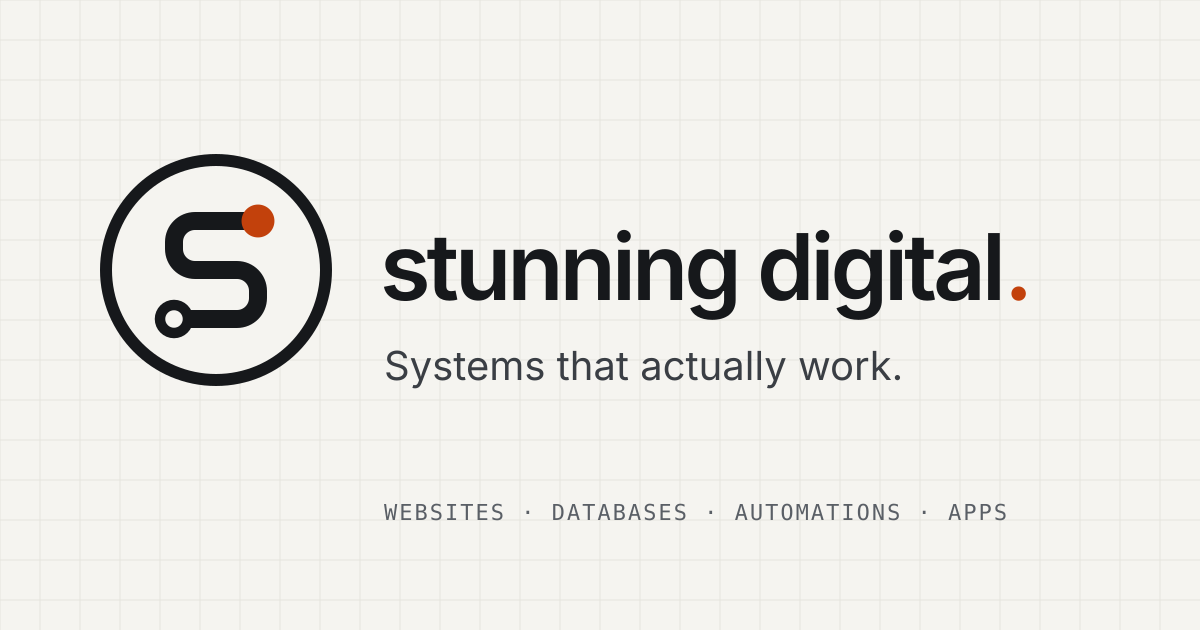 stunning digital.
Systems that actually work.
WEBSITES · DATABASES · AUTOMATIONS · APPS